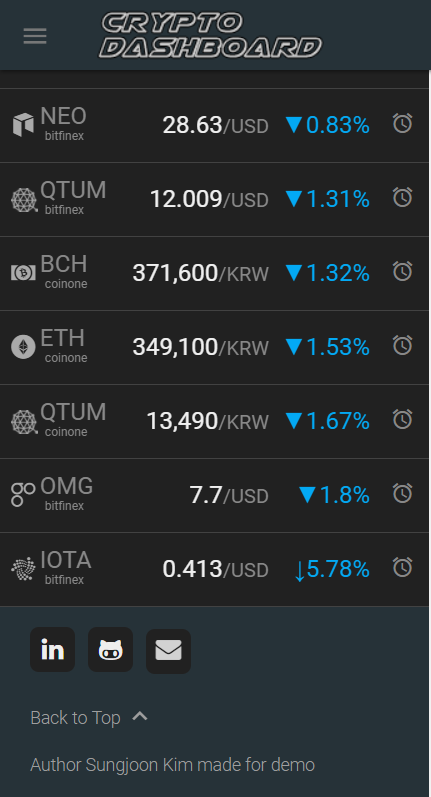 CRYPTO
DASHBOARD
NEO 28.63/USD ▼0.83%
bitfinex
QTUM 12.009/USD ▼1.31%
bitfinex
BCH 371,600/KRW ▼1.32%
coinone
ETH 349,100/KRW ▼1.53%
coinone
QTUM 13,490/KRW ▼1.67%
coinone
OMG 7.7/USD ▼1.8%
bitfinex
IOTA 0.413/USD ↓5.78%
bitfinex
in
Back to Top
Author Sungjoon Kim made for demo